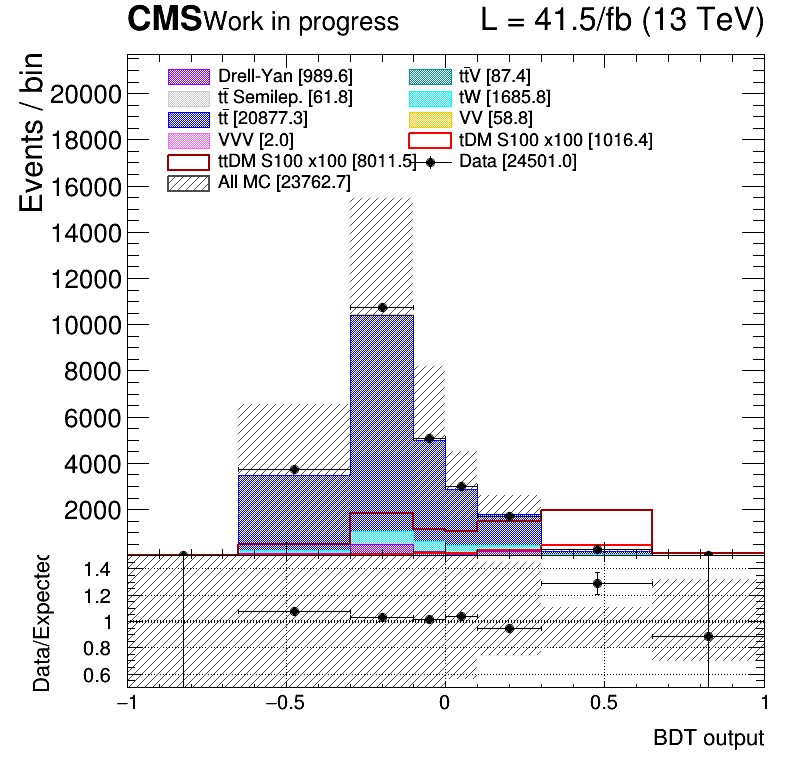 CMS Work in progress L = 41.5/fb (13 TeV)
Events / bin
Drell-Yan [989.6] tt̄V [87.4]
tt̄ Semilep. [61.8] tW [1685.8]
tt̄ [20877.3] VV [58.8]
VVV [2.0] tDM S100 x100 [1016.4]
ttDM S100 x100 [8011.5] Data [24501.0]
All MC [23762.7]
20000
18000
16000
14000
12000
10000
8000
6000
4000
2000
Data/Expected
1.4
1.2
1
0.8
0.6
−1 −0.5 0 0.5 1
BDT output